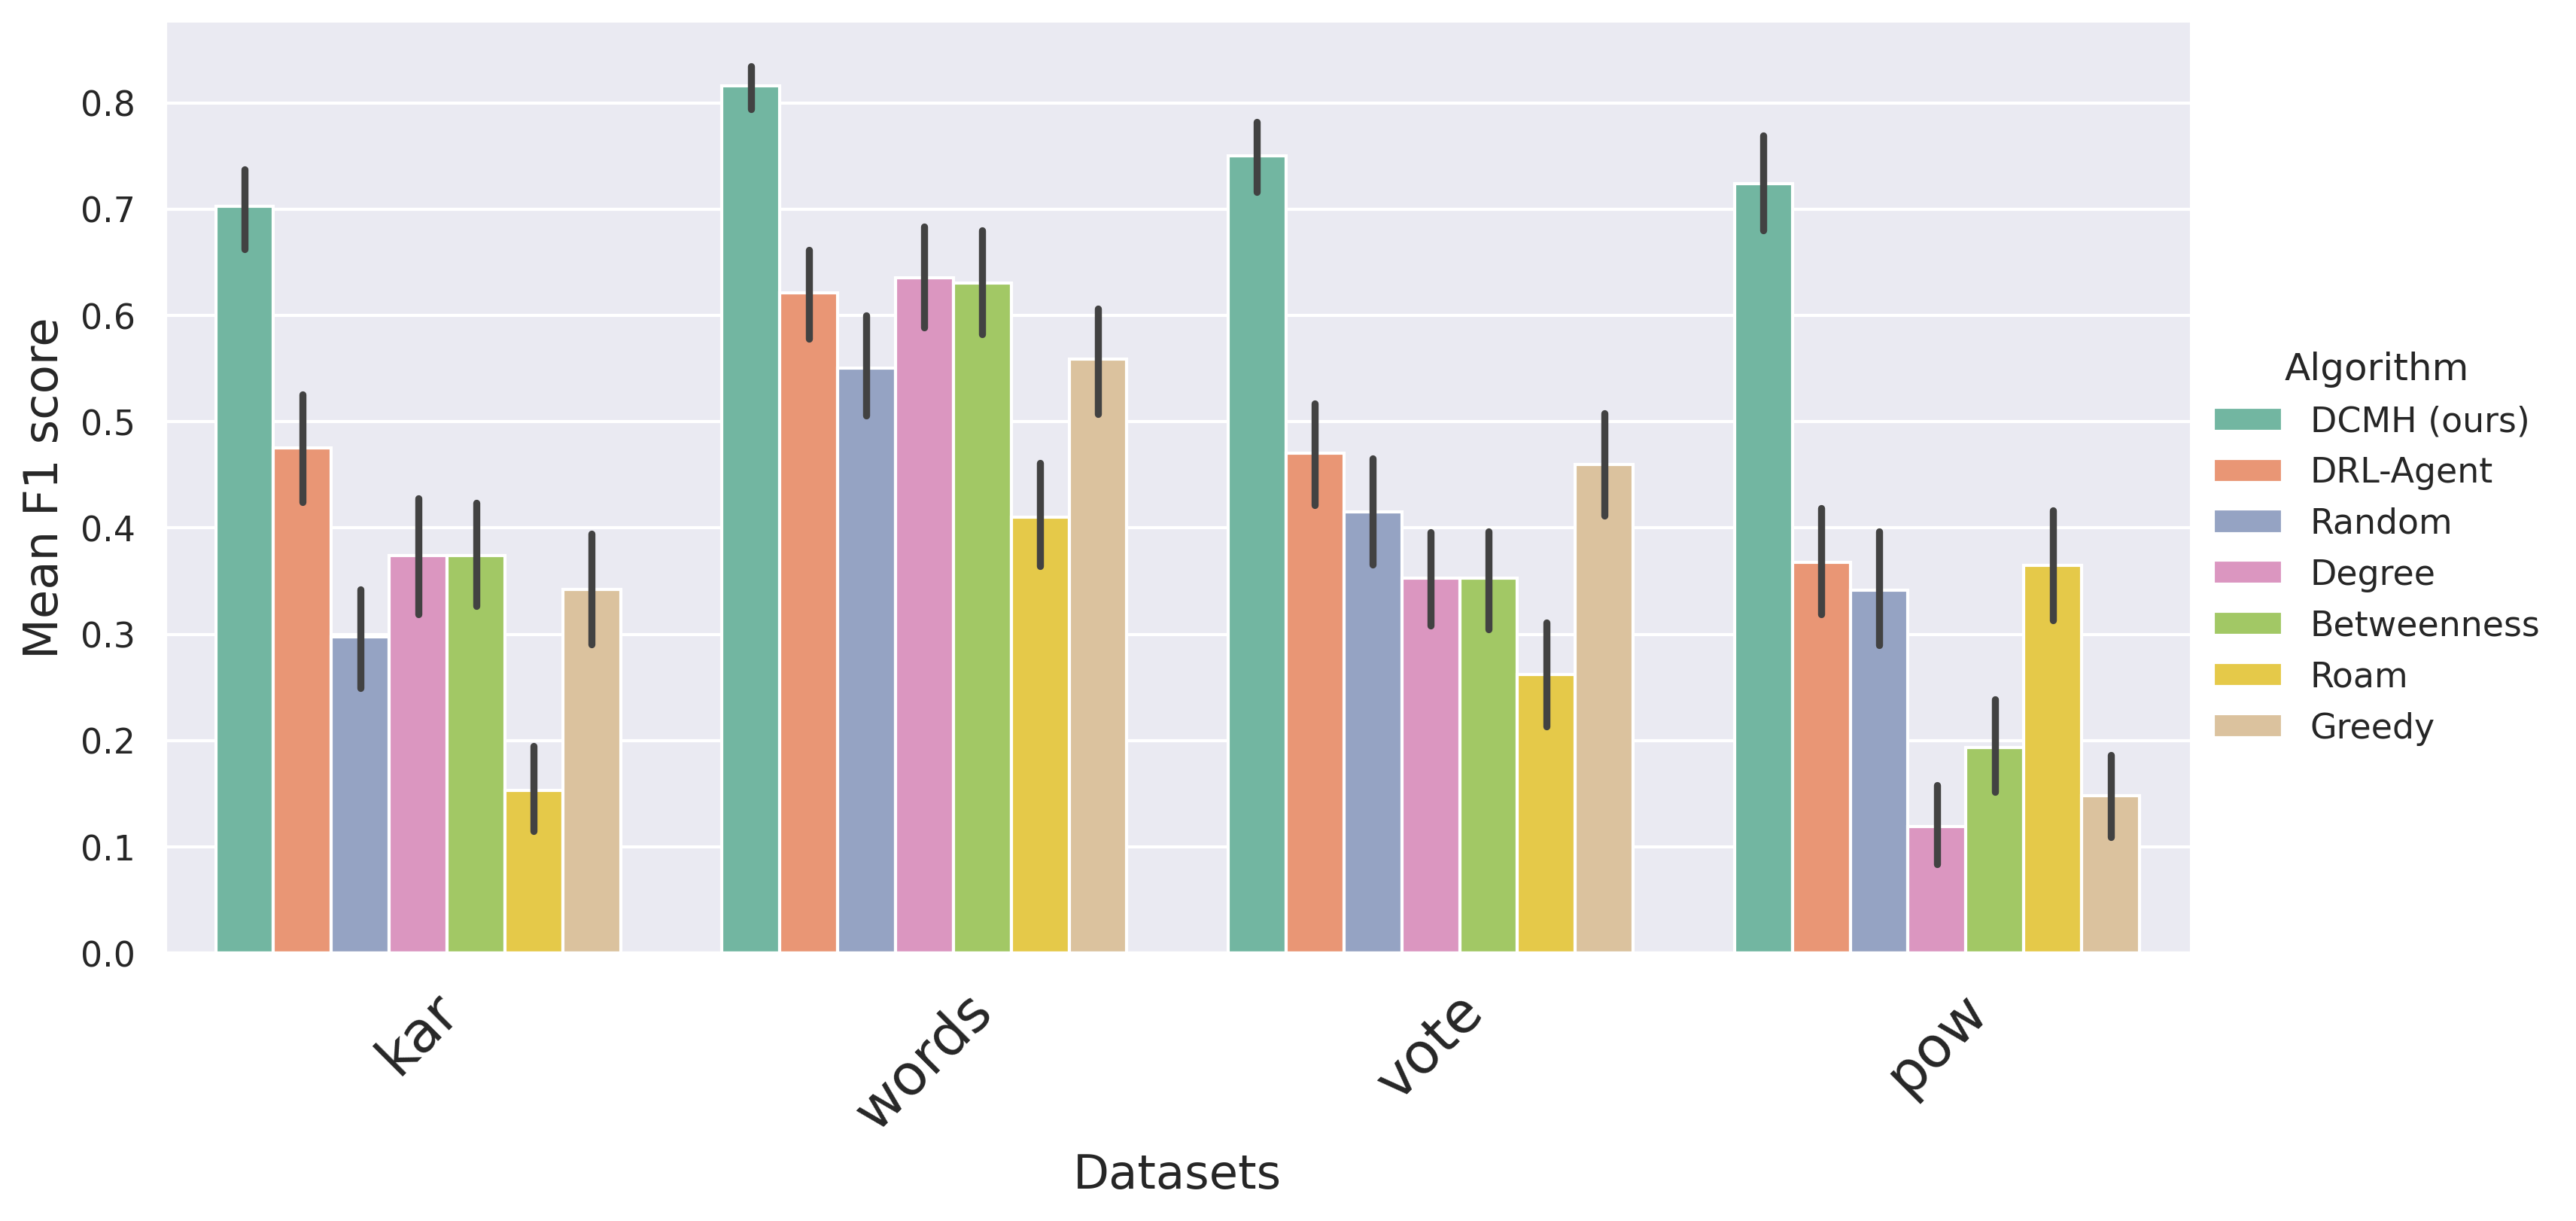 Mean F1 score
0.8
0.7
0.6
0.5
0.4
0.3
0.2
0.1
0.0
kar
words
vote
pow
Datasets
Algorithm
DCMH (ours)
DRL-Agent
Random
Degree
Betweenness
Roam
Greedy